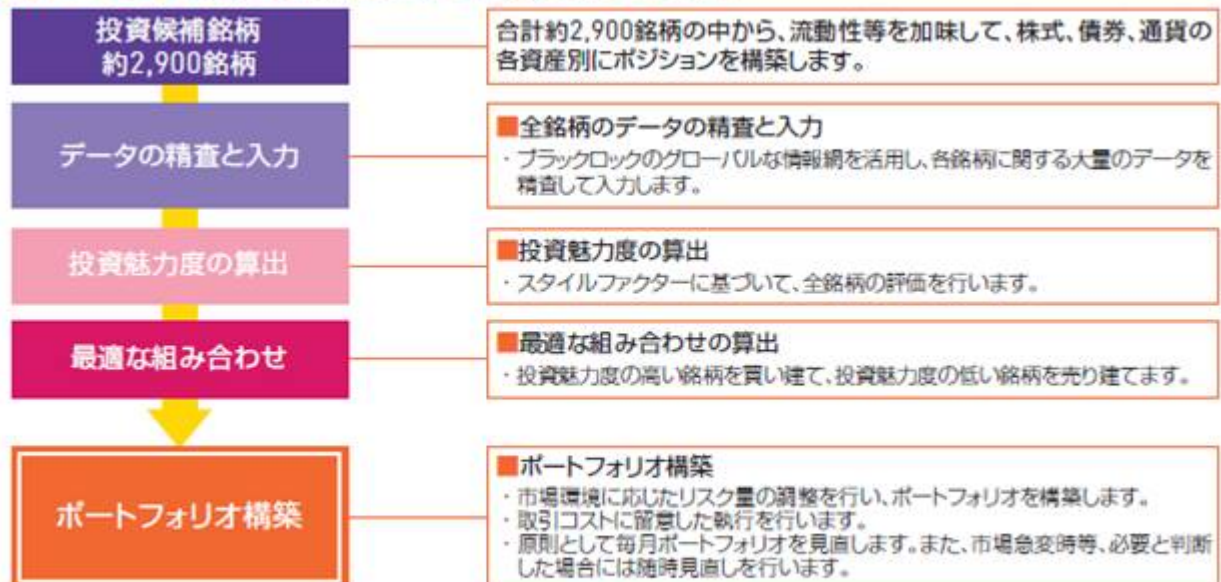 投資候補銘柄
約2,900銘柄
合計約2,900銘柄の中から、流動性等を加味して、株式、債券、通貨の
各資産別にポジションを構築します。
データの精査と入力
■全銘柄のデータの精査と入力
・ブラックロックのグローバルな情報網を活用し、各銘柄に関する大量のデータを
精査して入力します。
投資魅力度の算出
■投資魅力度の算出
・スタイルファクターに基づいて、全銘柄の評価を行います。
最適な組み合わせ
■最適な組み合わせの算出
・投資魅力度の高い銘柄を買い建て、投資魅力度の低い銘柄を売り建てます。
ポートフォリオ構築
■ポートフォリオ構築
・市場環境に応じたリスク量の調整を行い、ポートフォリオを構築します。
・取引コストに留意した執行を行います。
・原則として毎月ポートフォリオを見直します。また、市場急変時等、必要と判断
した場合には随時見直しを行います。